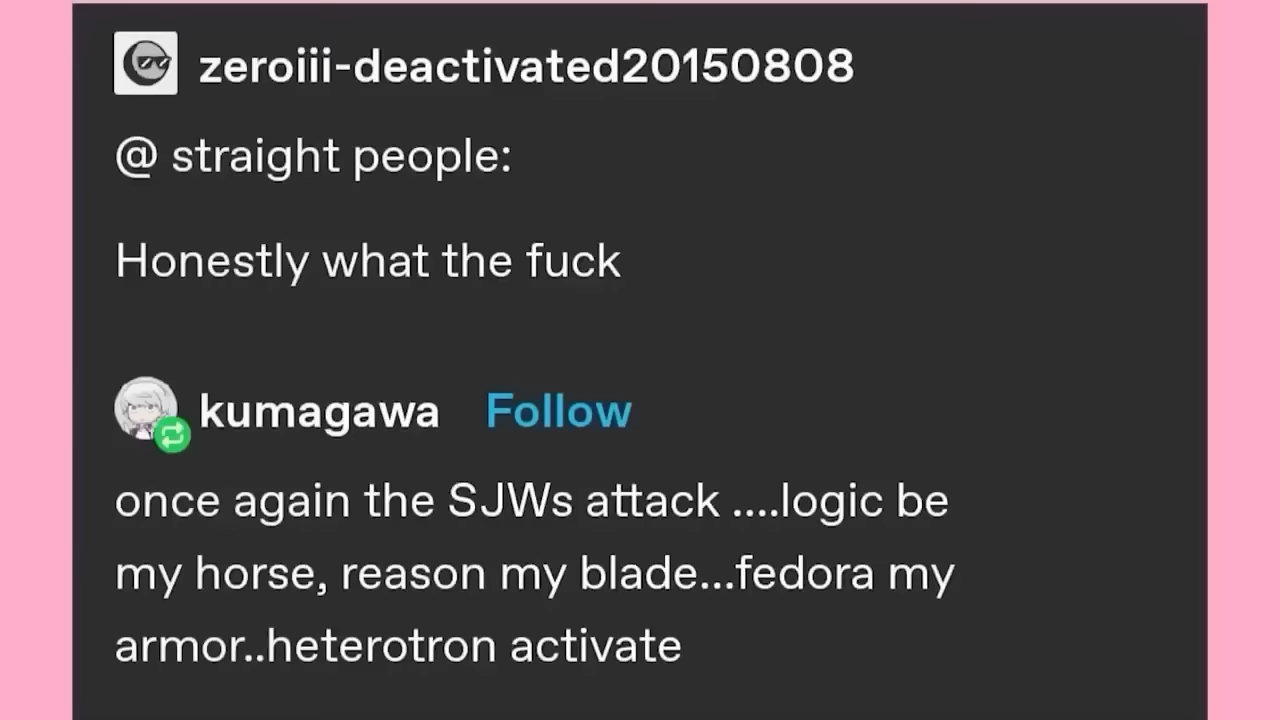 zeroiii-deactivated20150808
@ straight people:
Honestly what the fuck
kumagawa Follow
once again the SJWs attack ....logic be
my horse, reason my blade...fedora my
armor..heterotron activate